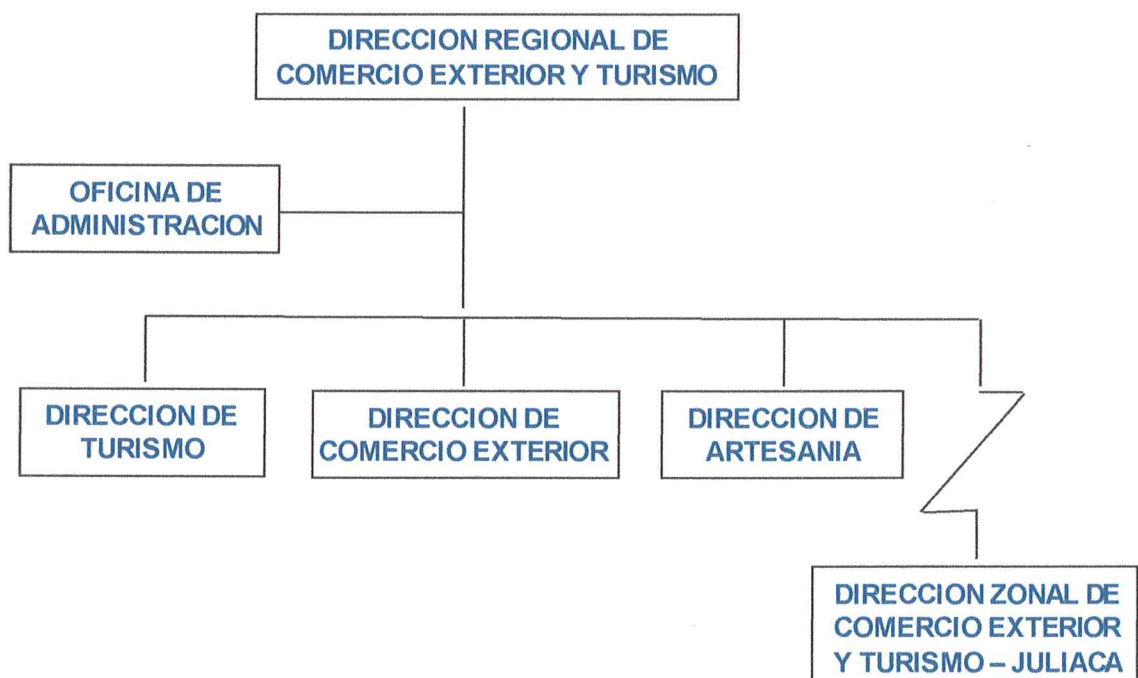 DIRECCION REGIONAL DE
COMERCIO EXTERIOR Y TURISMO
OFICINA DE
ADMINISTRACION
DIRECCION DE
TURISMO
DIRECCION DE
COMERCIO EXTERIOR
DIRECCION DE
ARTESANIA
DIRECCION ZONAL DE
COMERCIO EXTERIOR
Y TURISMO – JULIACA